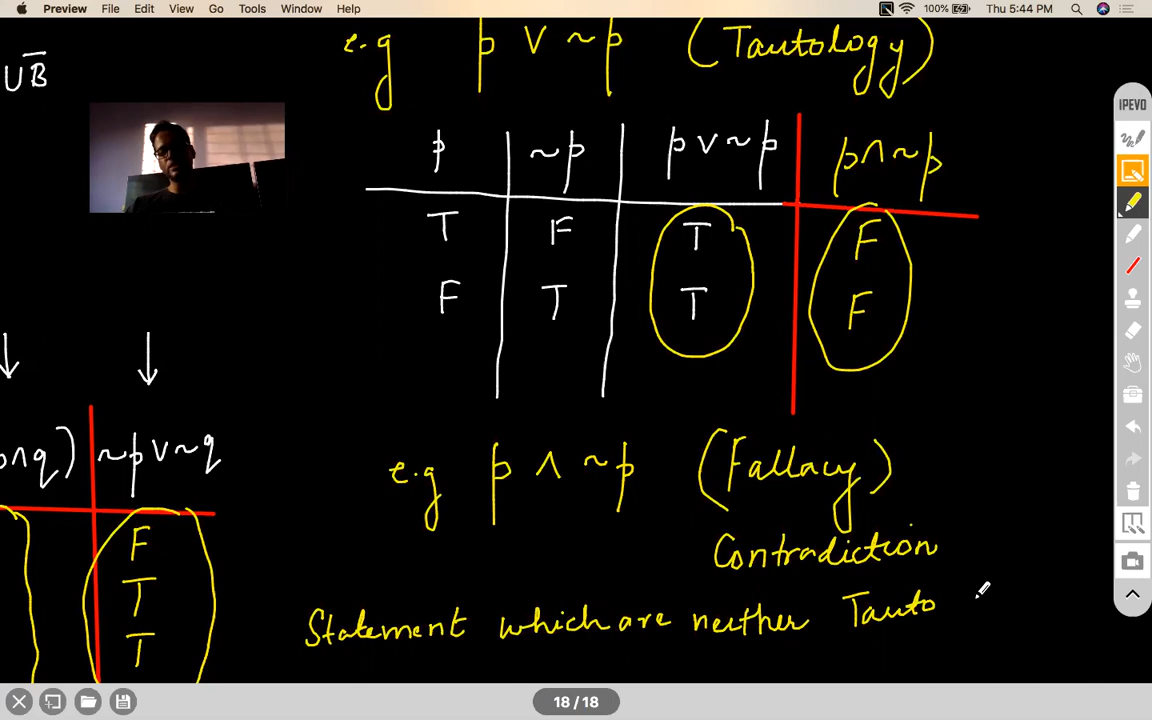 Preview File Edit View Go Tools Window Help 100% Thu 5:44 PM
e.g p ∨ ~p (Tautology)
∪B̅
IPEVO
p ~p p∨~p p∧~p
T F T F
F T T F
∧q) ~p∨~q
F
T
T
e.g p ∧ ~p (Fallacy)
Contradiction
Statement which are neither Tauto
18 / 18